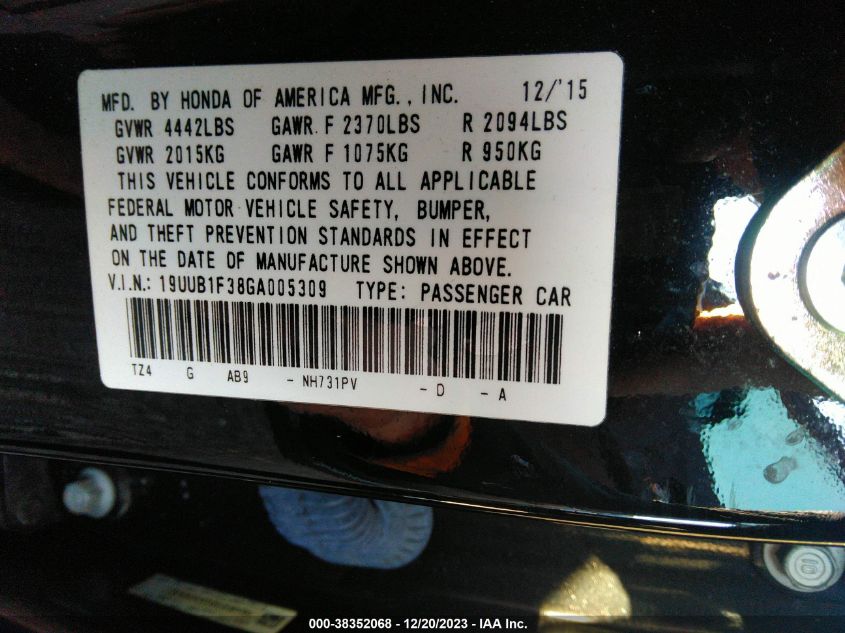 MFD. BY HONDA OF AMERICA MFG., INC. 12/'15
GVWR 4442LBS GAWR F 2370LBS R 2094LBS
GVWR 2015KG GAWR F 1075KG R 950KG
THIS VEHICLE CONFORMS TO ALL APPLICABLE
FEDERAL MOTOR VEHICLE SAFETY, BUMPER,
AND THEFT PREVENTION STANDARDS IN EFFECT
ON THE DATE OF MANUFACTURE SHOWN ABOVE.
V.I.N.: 19UUB1F38GA005309 TYPE: PASSENGER CAR
TZ4 G AB9 - NH731PV - D - A
000-38352068 - 12/20/2023 - IAA Inc.